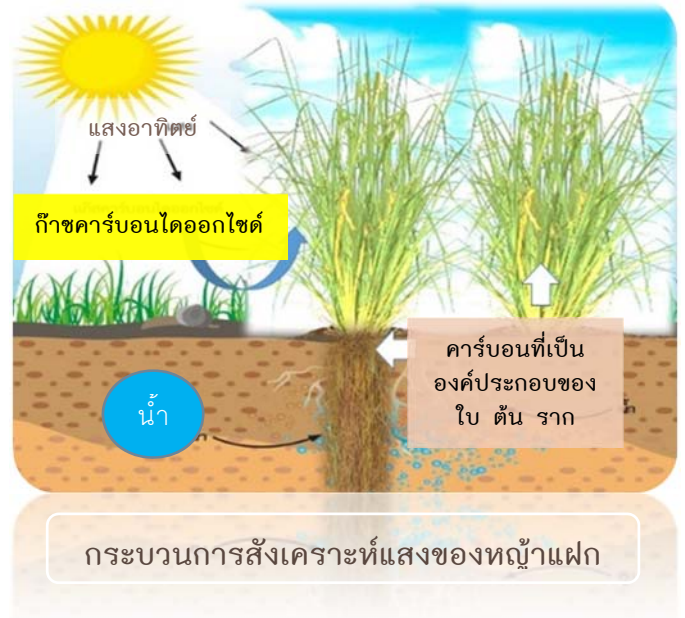 แสงอาทิตย์
ก๊าซคาร์บอนไดออกไซด์
คาร์บอนที่เป็น
องค์ประกอบของ
ใบ ต้น ราก
น้ำ
กระบวนการสังเคราะห์แสงของหญ้าแฝก